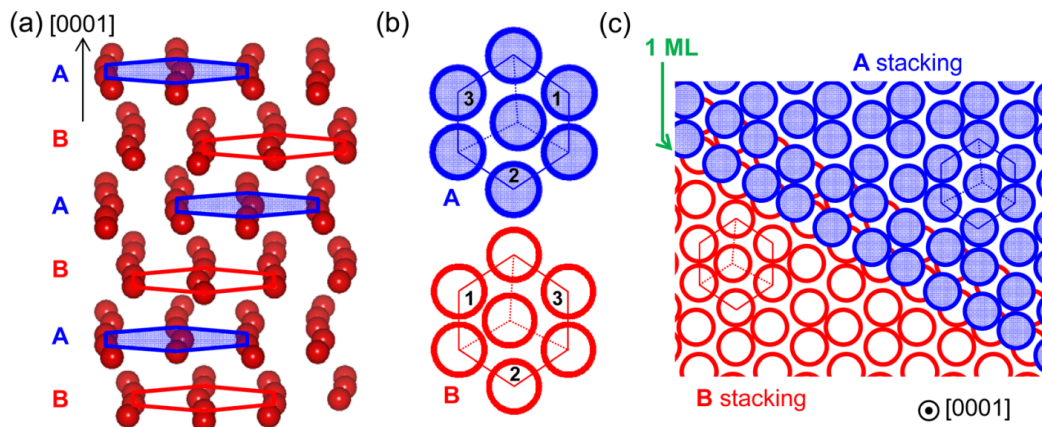 (a) [0001]
A
B
A
B
A
B
(b)
3 1
2
A
1 3
2
B
(c)
1 ML
A stacking
B stacking
[0001]